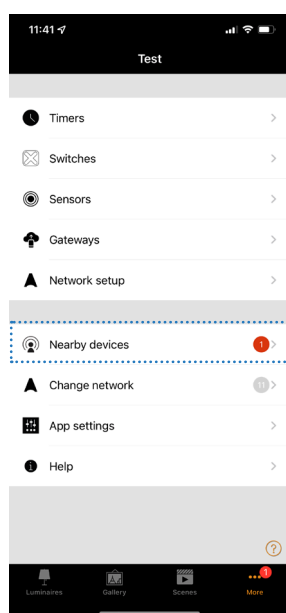 11:41
Test
Timers
Switches
Sensors
Gateways
Network setup
Nearby devices 1
Change network 11
App settings
Help
?
1
Luminaires Gallery Scenes More